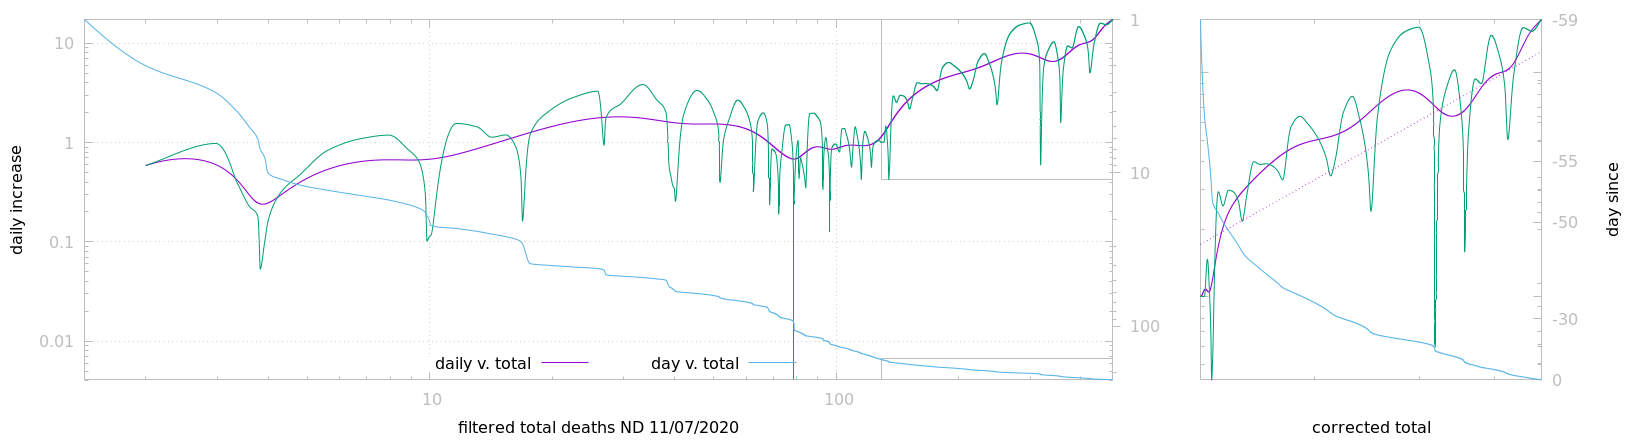 10
1
0.1
0.01
daily increase
daily v. total
day v. total
10
100
filtered total deaths ND 11/07/2020
1
10
100
-59
-55
-50
-30
0
day since
corrected total